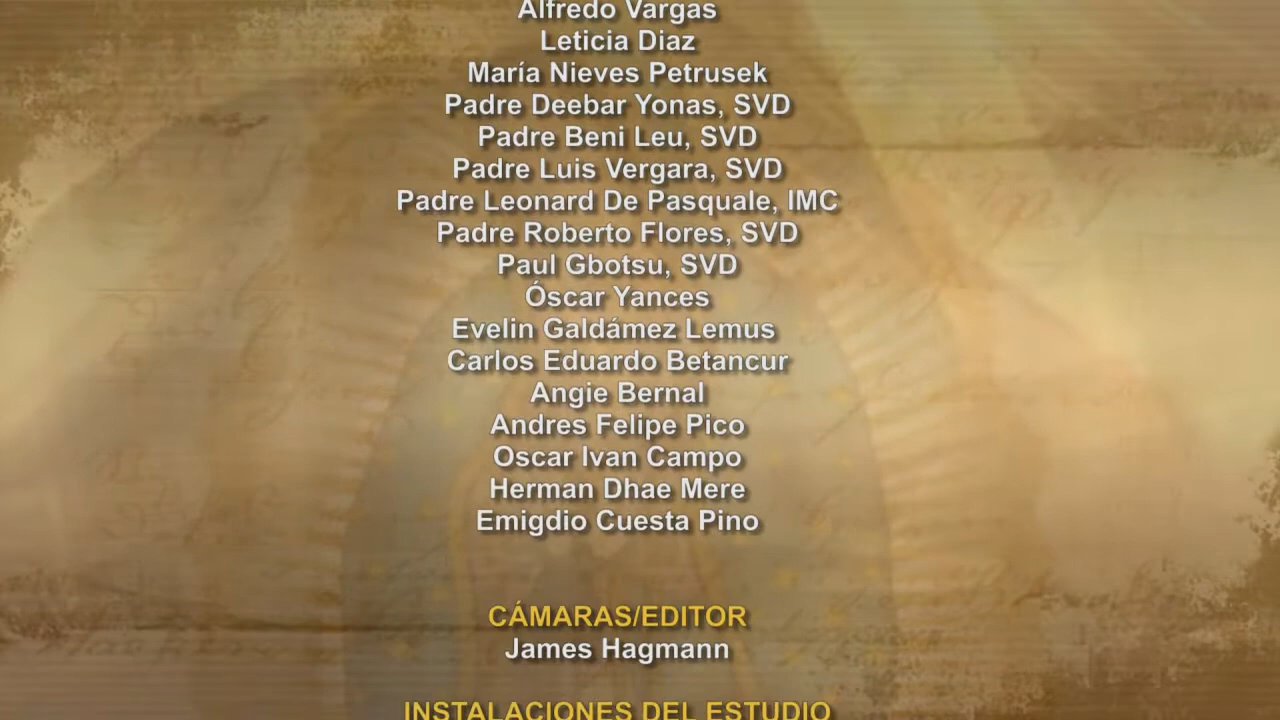 Alfredo Vargas
Leticia Diaz
María Nieves Petrusek
Padre Deebar Yonas, SVD
Padre Beni Leu, SVD
Padre Luis Vergara, SVD
Padre Leonard De Pasquale, IMC
Padre Roberto Flores, SVD
Paul Gbotsu, SVD
Óscar Yances
Evelin Galdámez Lemus
Carlos Eduardo Betancur
Angie Bernal
Andres Felipe Pico
Oscar Ivan Campo
Herman Dhae Mere
Emigdio Cuesta Pino
CÁMARAS/EDITOR
James Hagmann
INSTALACIONES DEL ESTUDIO